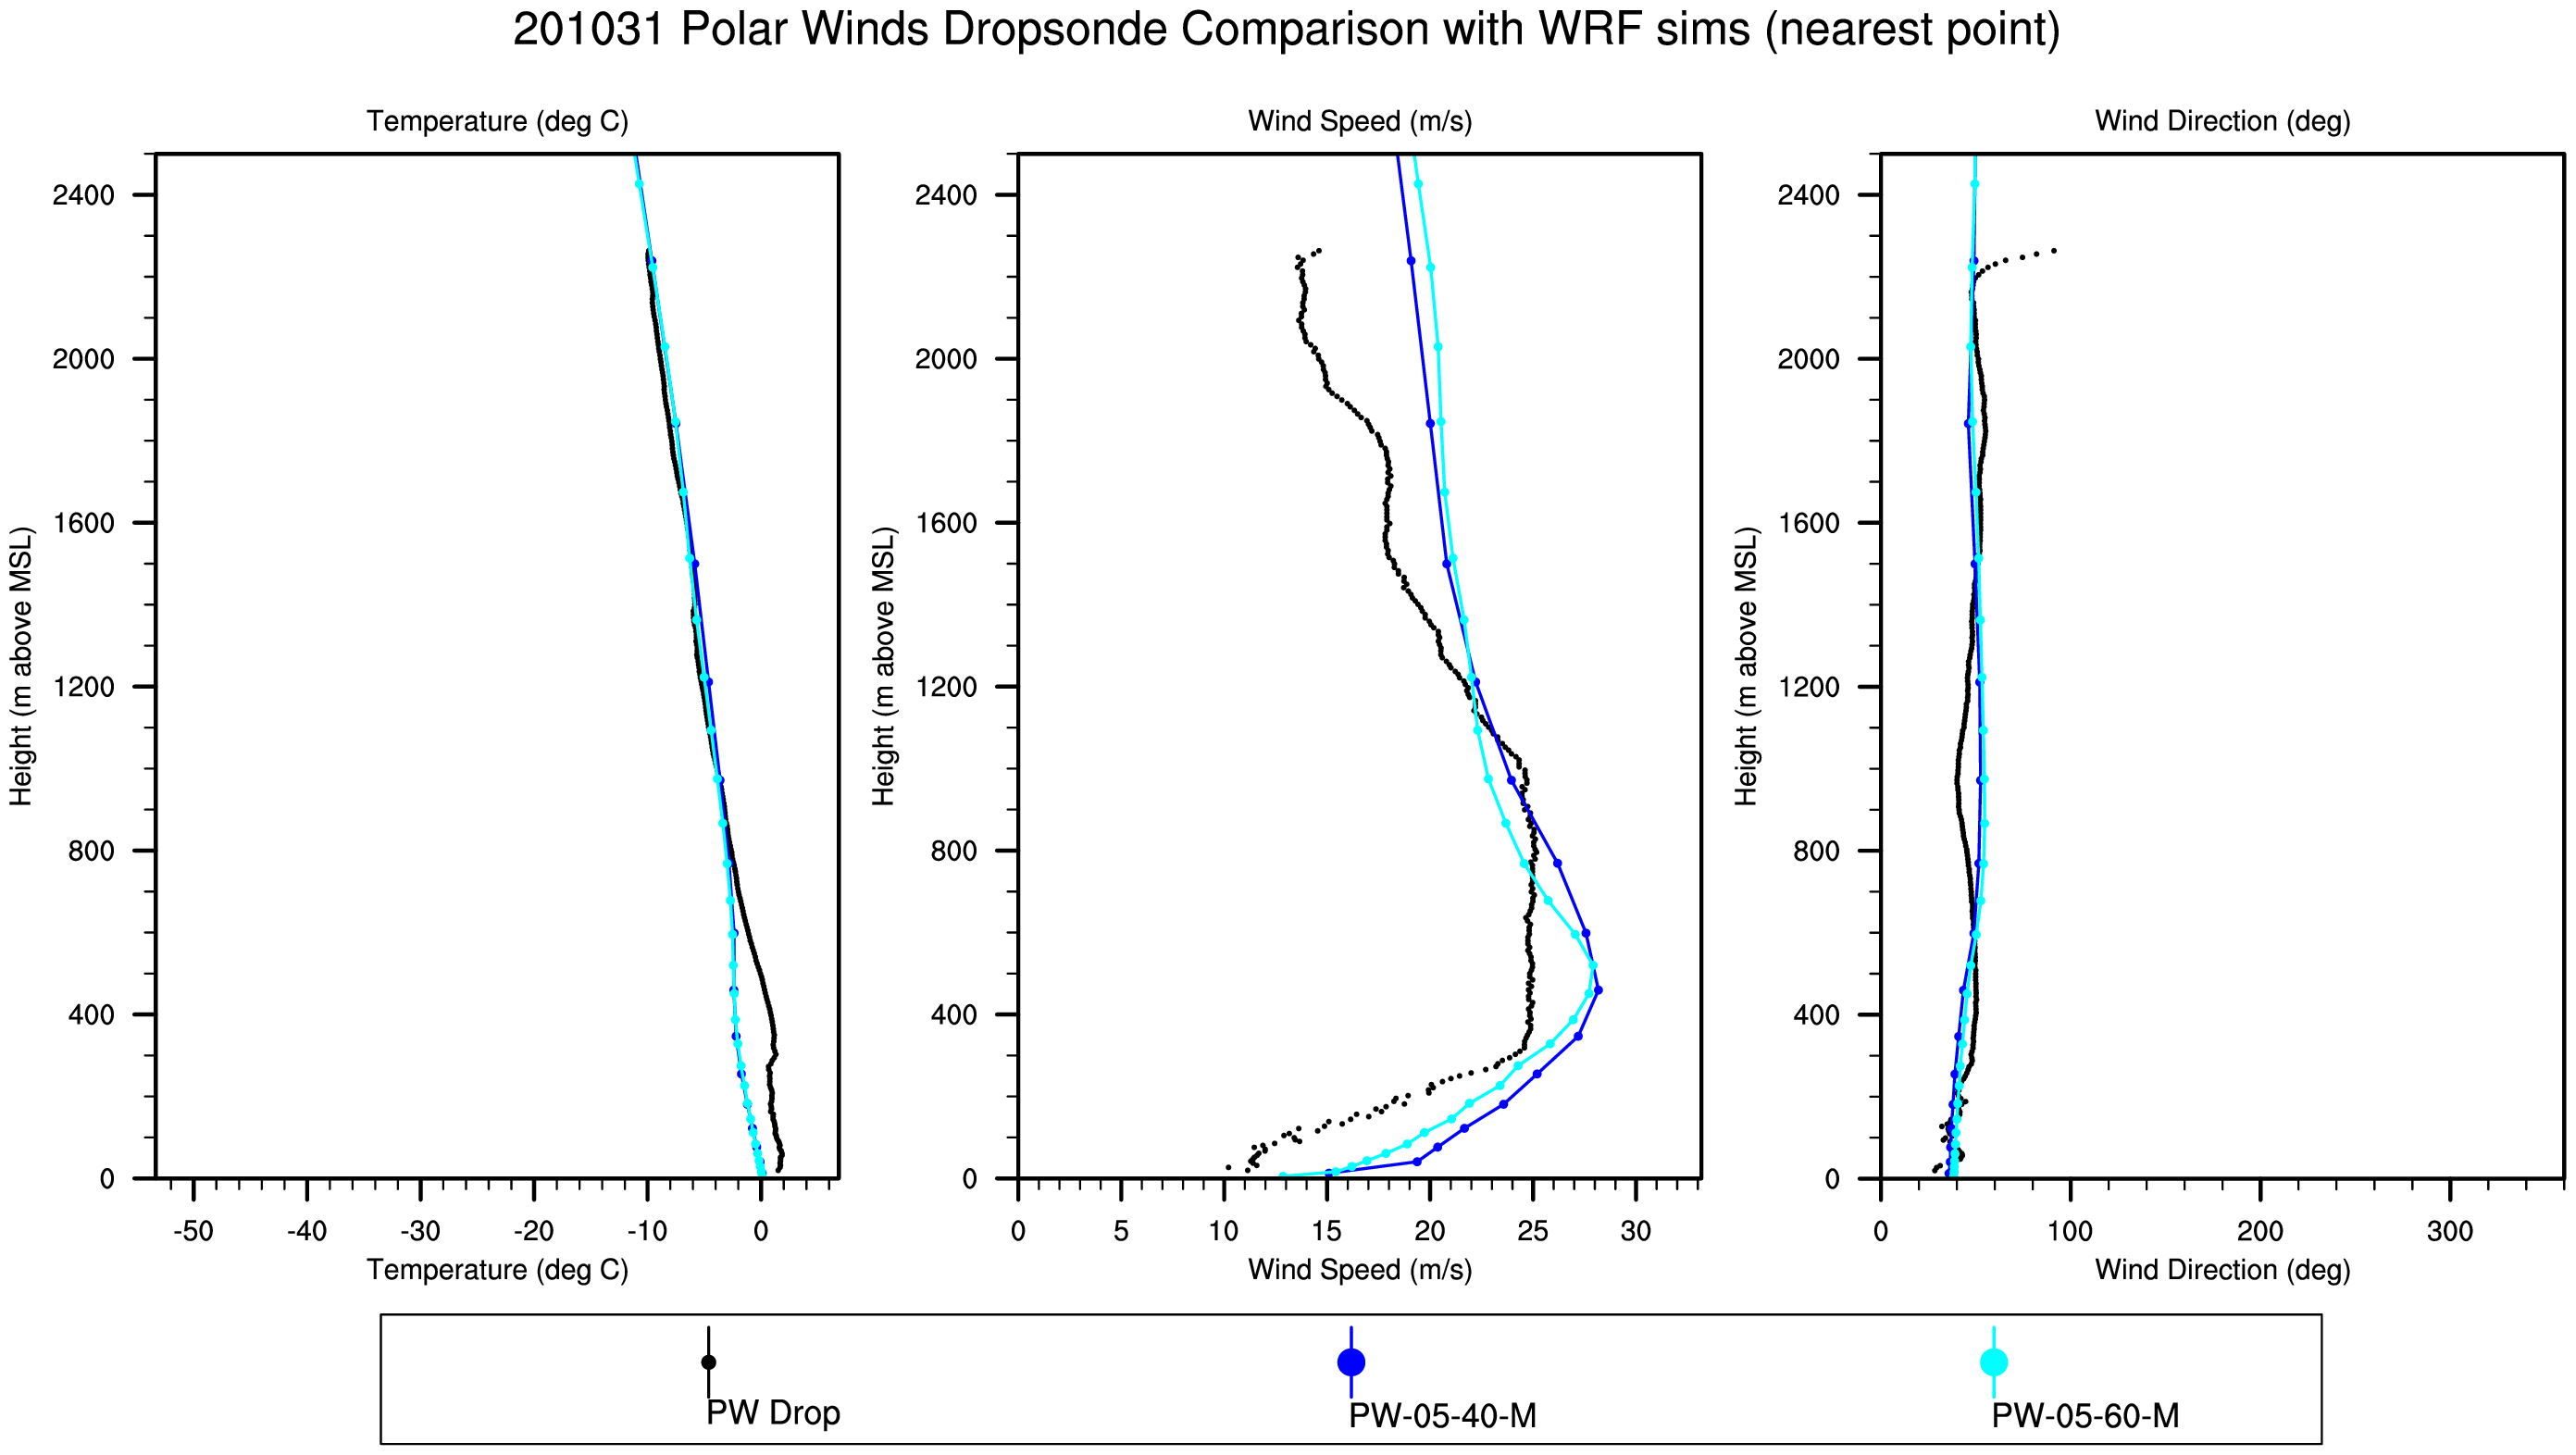 201031 Polar Winds Dropsonde Comparison with WRF sims (nearest point)
Temperature (deg C)
Wind Speed (m/s)
Wind Direction (deg)
Height (m above MSL)
2400
2000
1600
1200
800
400
0
-50 -40 -30 -20 -10 0
Temperature (deg C)
Height (m above MSL)
2400
2000
1600
1200
800
400
0
0 5 10 15 20 25 30
Wind Speed (m/s)
Height (m above MSL)
2400
2000
1600
1200
800
400
0
0 100 200 300
Wind Direction (deg)
PW Drop
PW-05-40-M
PW-05-60-M